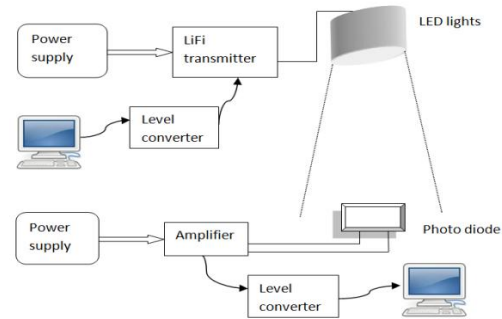 Power
supply
LiFi
transmitter
LED lights
Level
converter
Power
supply
Amplifier
Photo diode
Level
converter